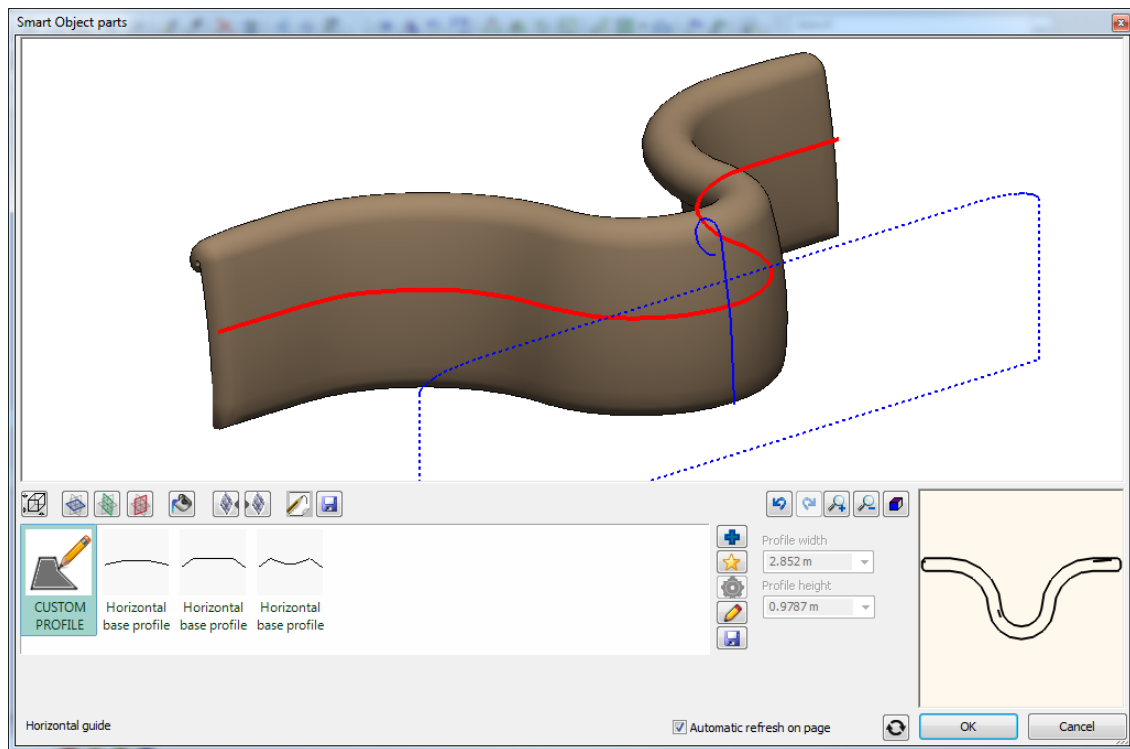 Smart Object parts
Profile width
2.852 m
Profile height
0.9787 m
CUSTOM PROFILE
Horizontal base profile
Horizontal base profile
Horizontal base profile
Horizontal guide
Automatic refresh on page
OK
Cancel